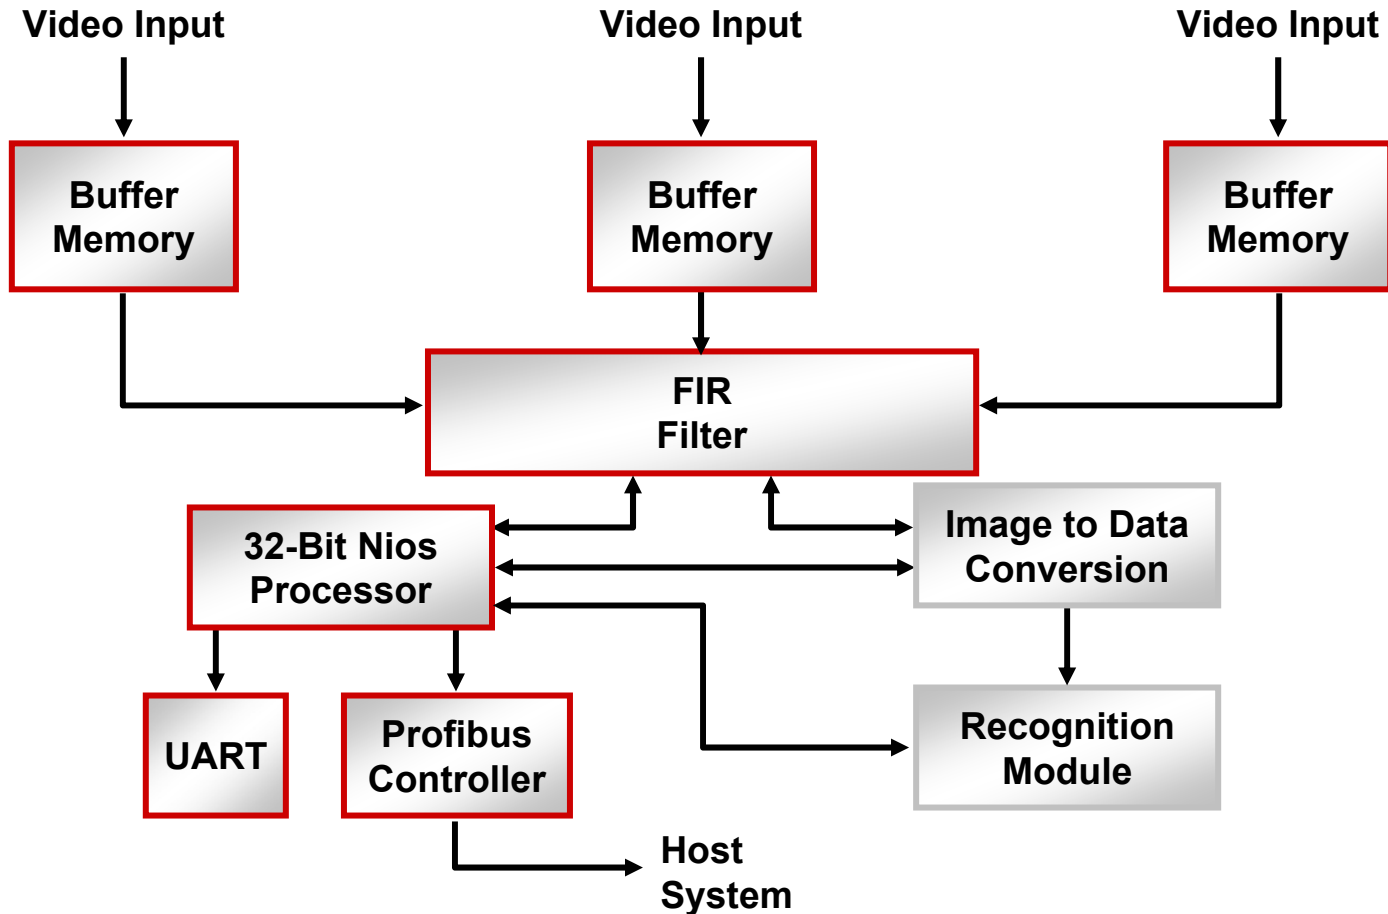 Video Input
Video Input
Video Input
Buffer
Memory
Buffer
Memory
Buffer
Memory
FIR
Filter
32-Bit Nios
Processor
Image to Data
Conversion
UART
Profibus
Controller
Recognition
Module
Host
System